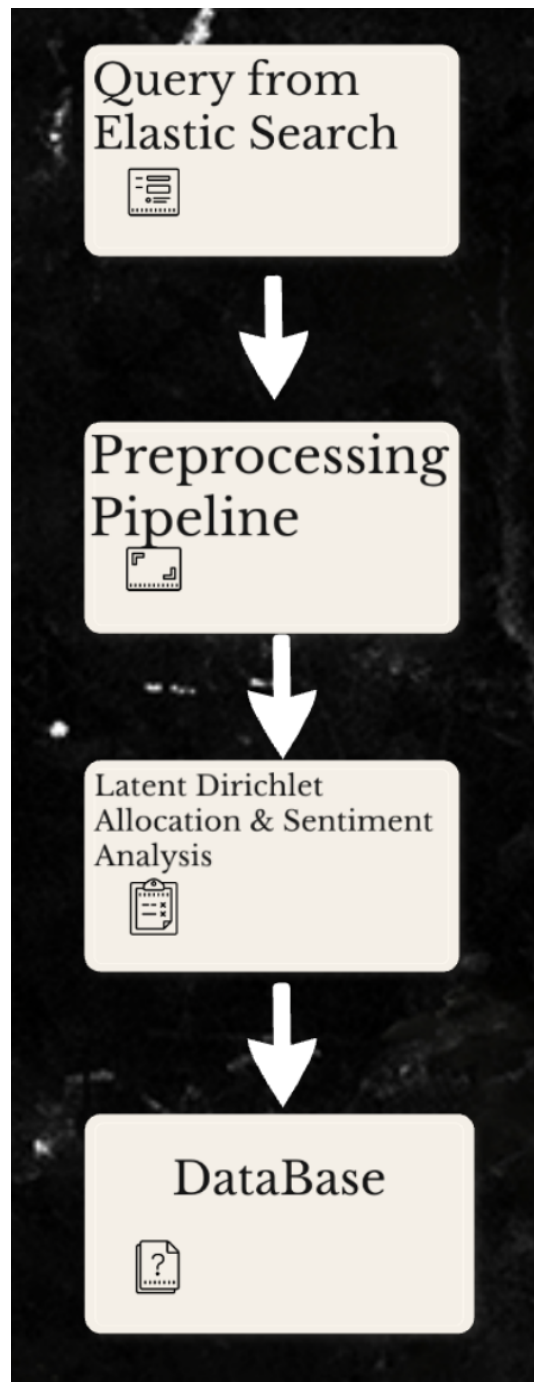 Query from
Elastic Search
Preprocessing
Pipeline
Latent Dirichlet
Allocation & Sentiment
Analysis
DataBase
?